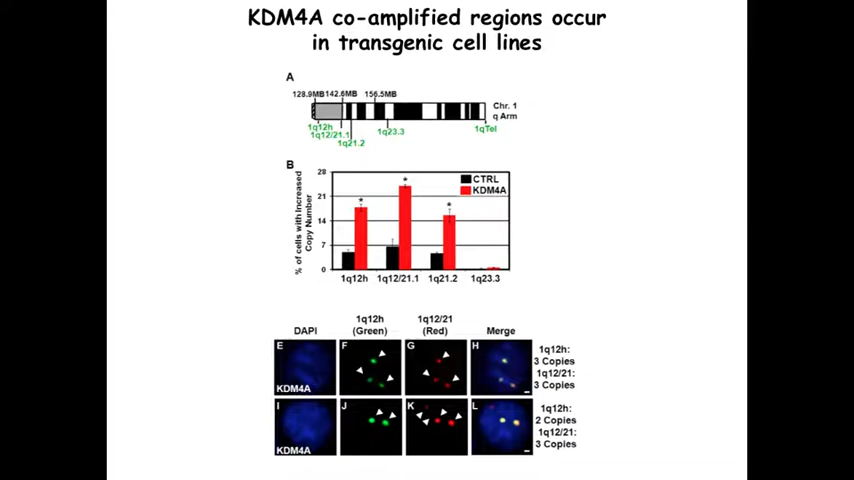 KDM4A co-amplified regions occur
in transgenic cell lines
A
128.9MB 142.6MB 156.5MB
Chr. 1
q Arm
1q12h
1q12/21.1
1q21.2
1q23.3
1qTel
B
% of cells with Increased
Copy Number
28
21
14
7
0
CTRL
KDM4A
*
*
*
1q12h 1q12/21.1 1q21.2 1q23.3
DAPI
1q12h
(Green)
1q12/21
(Red)
Merge
E
KDM4A
F
G
H
1q12h:
3 Copies
1q12/21:
3 Copies
I
KDM4A
J
K
L
1q12h:
2 Copies
1q12/21:
3 Copies